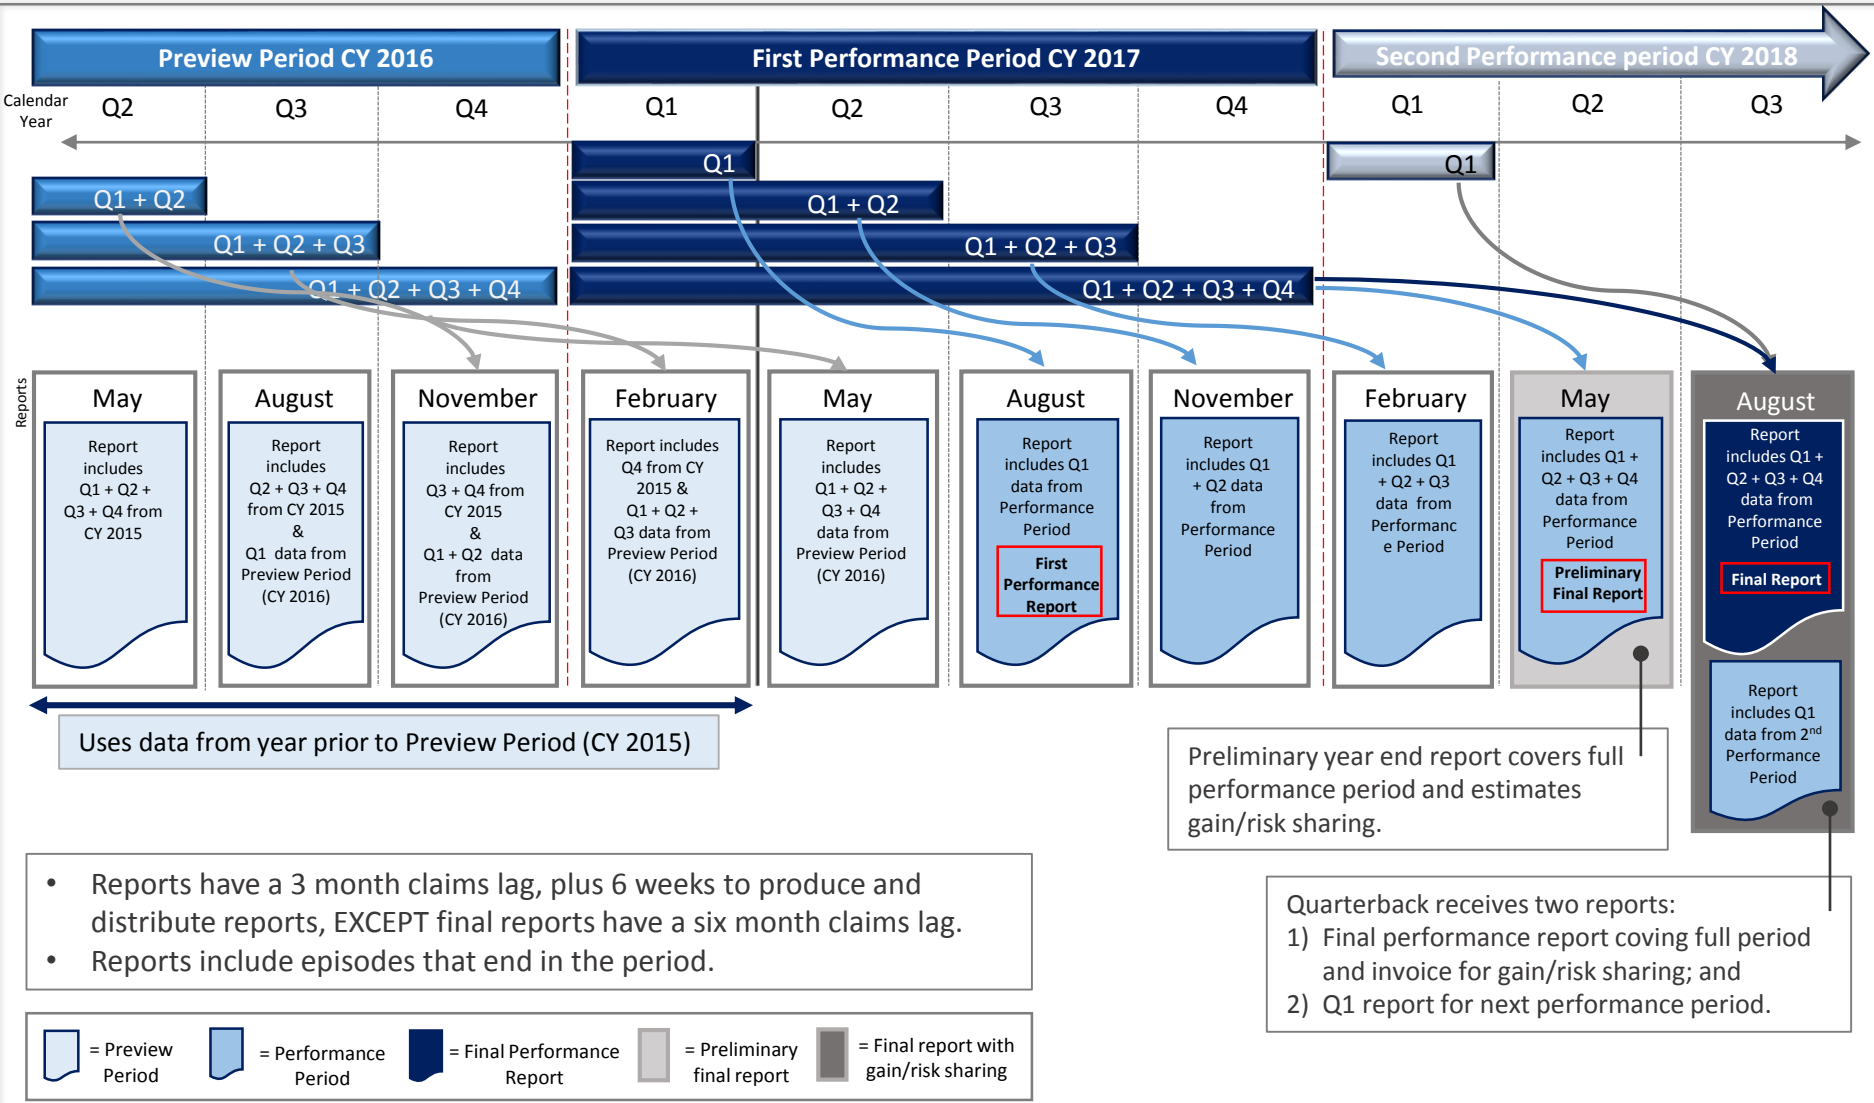 Preview Period CY 2016
First Performance Period CY 2017
Second Performance period CY 2018
Calendar
Year
Q2
Q3
Q4
Q1
Q2
Q3
Q4
Q1
Q2
Q3
Q1
Q1
Q1 + Q2
Q1 + Q2
Q1 + Q2 + Q3
Q1 + Q2 + Q3
Q1 + Q2 + Q3 + Q4
Q1 + Q2 + Q3 + Q4
Reports
May
Report
includes
Q1 + Q2 +
Q3 + Q4 from
CY 2015
August
Report
includes
Q2 + Q3 + Q4
from CY 2015
&
Q1 data from
Preview Period
(CY 2016)
November
Report
includes
Q3 + Q4 from
CY 2015
&
Q1 + Q2 data
from
Preview Period
(CY 2016)
February
Report includes
Q4 from CY
2015 &
Q1 + Q2 +
Q3 data from
Preview Period
(CY 2016)
May
Report
includes
Q1 + Q2 +
Q3 + Q4
data from
Preview Period
(CY 2016)
August
Report
includes Q1
data from
Performance
Period
First
Performance
Report
November
Report
includes Q1
+ Q2 data
from
Performance
Period
February
Report
includes Q1
+ Q2 + Q3
data from
Performanc
e Period
May
Report
includes Q1 +
Q2 + Q3 + Q4
data from
Performance
Period
Preliminary
Final Report
August
Report
includes Q1 +
Q2 + Q3 + Q4
data from
Performance
Period
Final Report
Report
includes Q1
data from 2nd
Performance
Period
Uses data from year prior to Preview Period (CY 2015)
Preliminary year end report covers full
performance period and estimates
gain/risk sharing.
• Reports have a 3 month claims lag, plus 6 weeks to produce and
distribute reports, EXCEPT final reports have a six month claims lag.
• Reports include episodes that end in the period.
Quarterback receives two reports:
1) Final performance report coving full period
and invoice for gain/risk sharing; and
2) Q1 report for next performance period.
= Preview
Period
= Performance
Period
= Final Performance
Report
= Preliminary
final report
= Final report with
gain/risk sharing